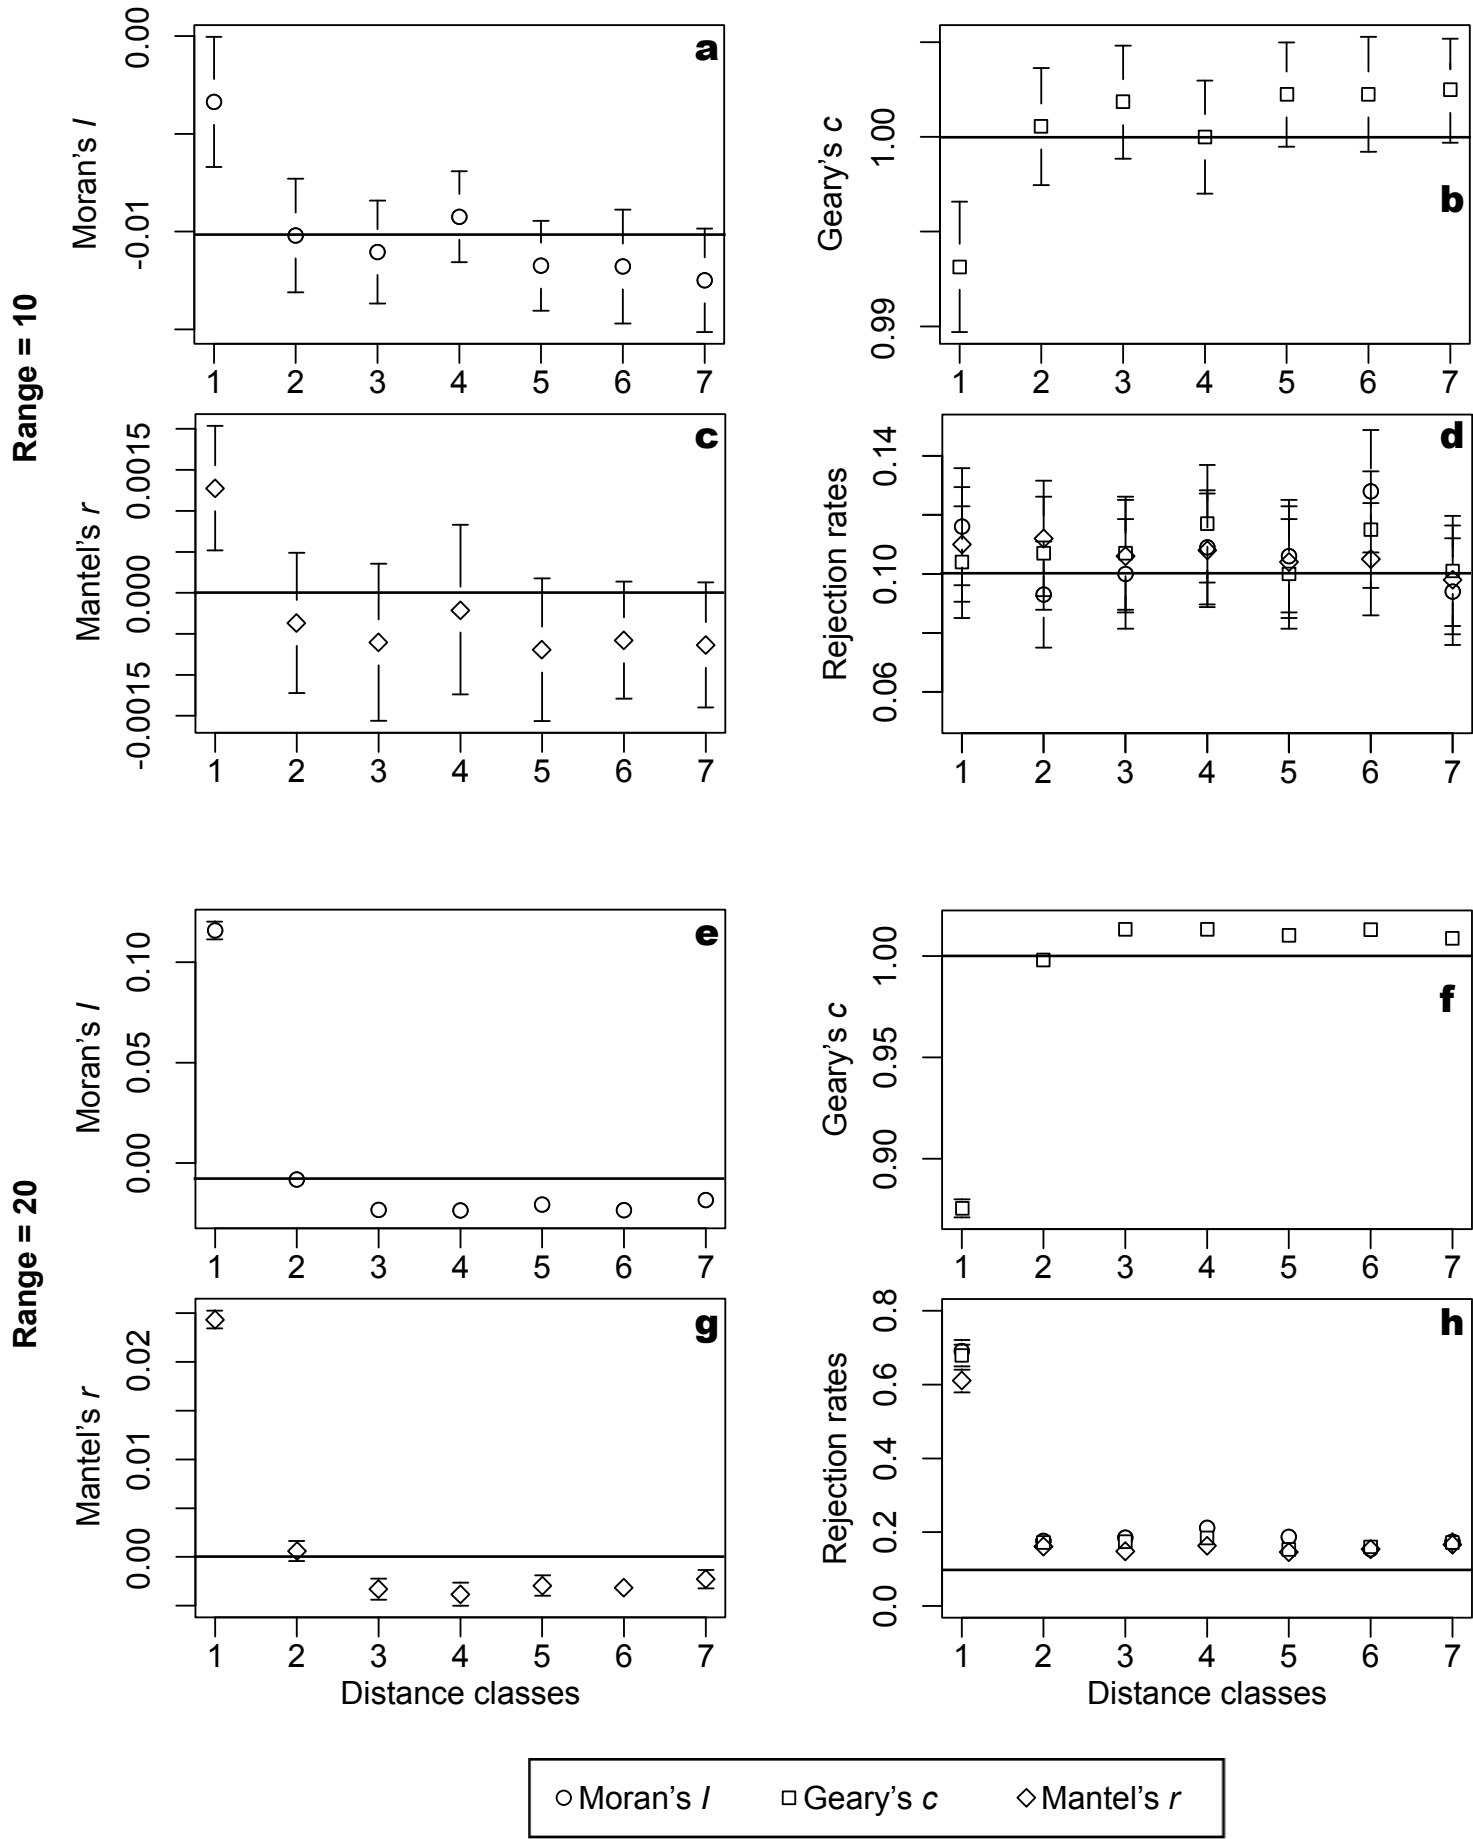 Range = 10
Moran's I
0.00
-0.01
a
1 2 3 4 5 6 7
Geary's c
1.00
0.99
b
1 2 3 4 5 6 7
Mantel's r
0.0015
0.000
-0.0015
c
1 2 3 4 5 6 7
Rejection rates
0.14
0.10
0.06
d
1 2 3 4 5 6 7
Range = 20
Moran's I
0.10
0.05
0.00
e
1 2 3 4 5 6 7
Geary's c
1.00
0.95
0.90
f
1 2 3 4 5 6 7
Mantel's r
0.02
0.01
0.00
g
1 2 3 4 5 6 7
Distance classes
Rejection rates
0.8
0.6
0.4
0.2
0.0
h
1 2 3 4 5 6 7
Distance classes
Moran's I Geary's c Mantel's r